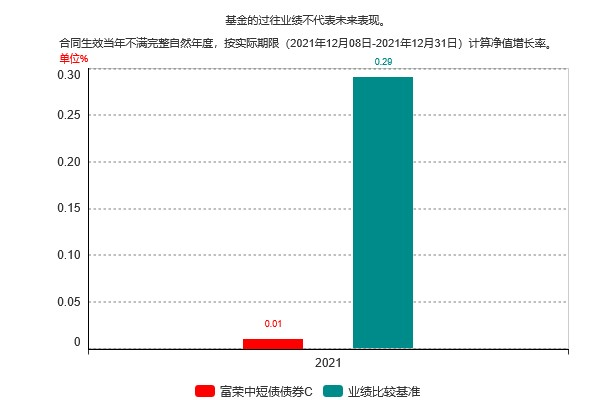 基金的过往业绩不代表未来表现。
合同生效当年不满完整自然年度，按实际期限（2021年12月08日-2021年12月31日）计算净值增长率。
单位%
0.30
0.29
0.25
0.20
0.15
0.10
0.05
0.01
0
2021
富荣中短债债券C 业绩比较基准